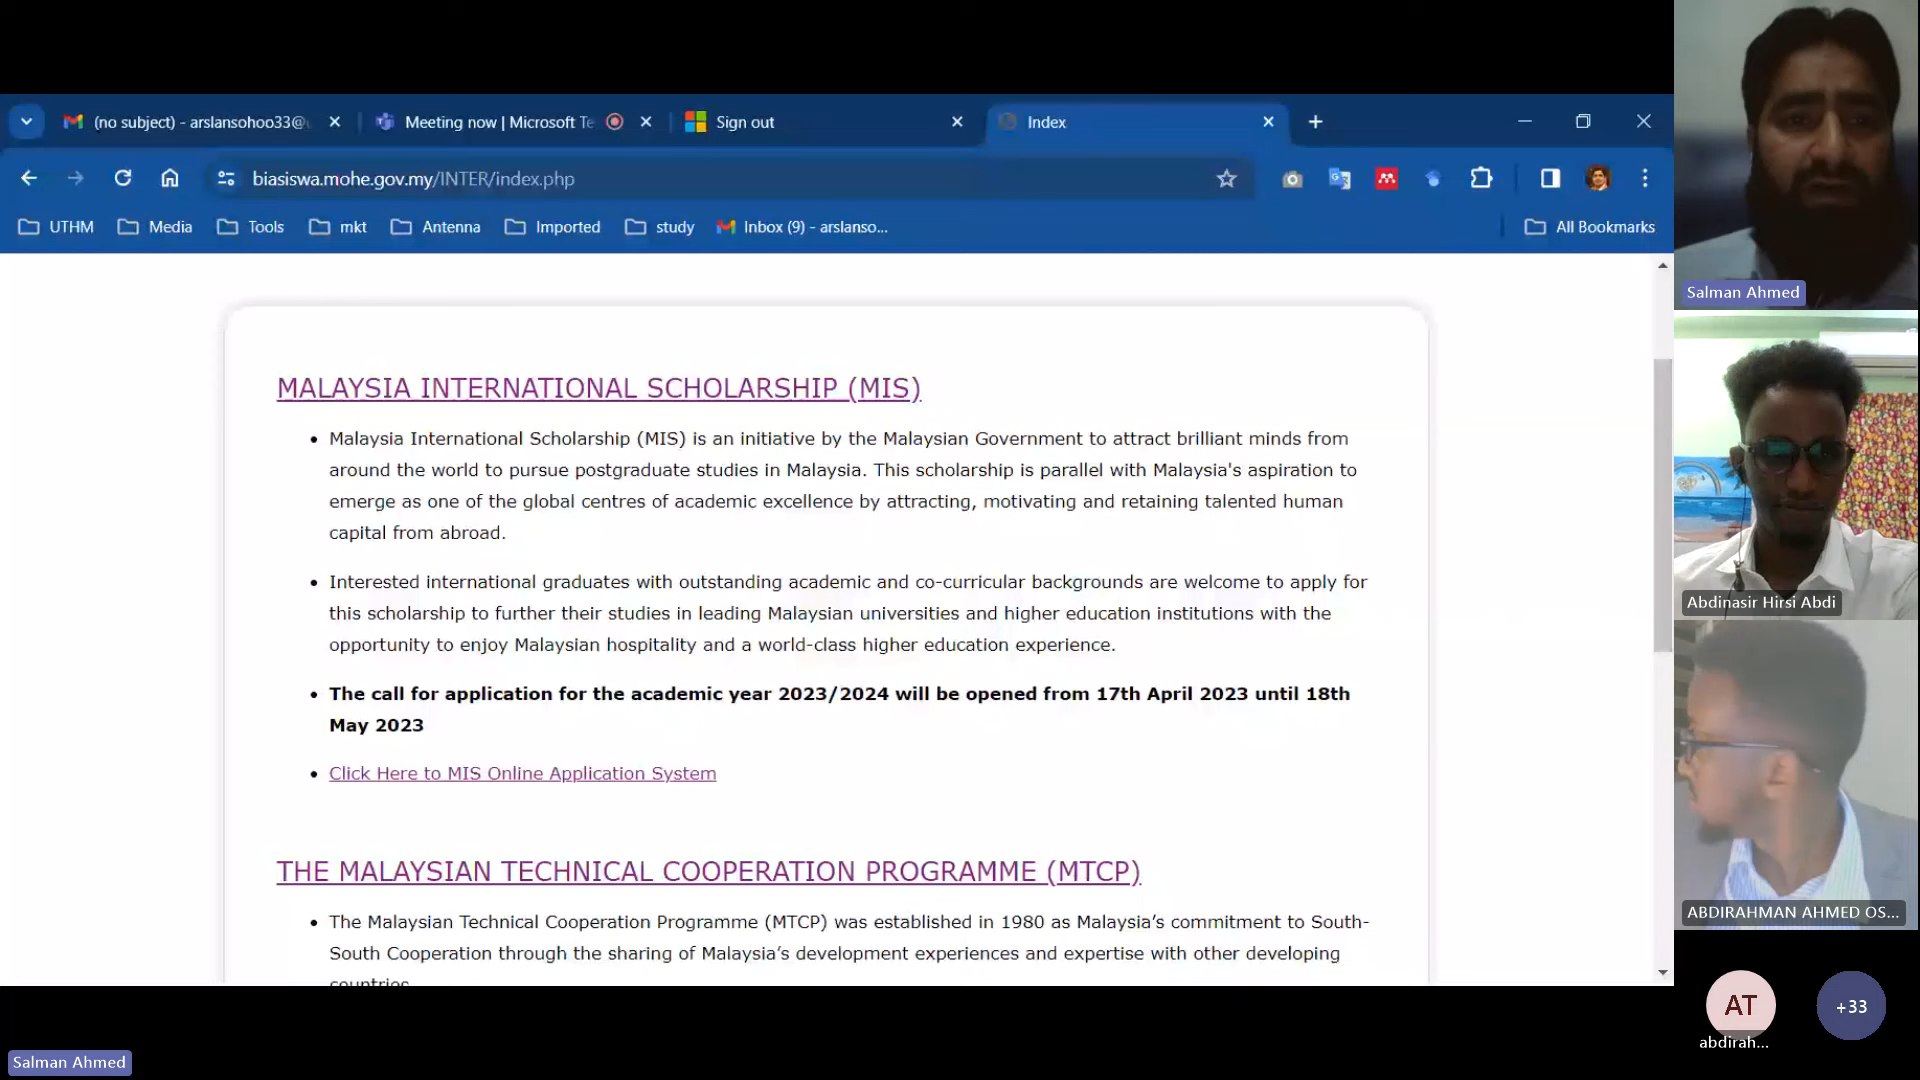 (no subject) - arslansohoo33@
Meeting now | Microsoft Te
Sign out
Index
biasiswa.mohe.gov.my/INTER/index.php
UTHM
Media
Tools
mkt
Antenna
Imported
study
Inbox (9) - arslanso...
All Bookmarks
MALAYSIA INTERNATIONAL SCHOLARSHIP (MIS)
• Malaysia International Scholarship (MIS) is an initiative by the Malaysian Government to attract brilliant minds from
around the world to pursue postgraduate studies in Malaysia. This scholarship is parallel with Malaysia's aspiration to
emerge as one of the global centres of academic excellence by attracting, motivating and retaining talented human
capital from abroad.
• Interested international graduates with outstanding academic and co-curricular backgrounds are welcome to apply for
this scholarship to further their studies in leading Malaysian universities and higher education institutions with the
opportunity to enjoy Malaysian hospitality and a world-class higher education experience.
• The call for application for the academic year 2023/2024 will be opened from 17th April 2023 until 18th
May 2023
• Click Here to MIS Online Application System
THE MALAYSIAN TECHNICAL COOPERATION PROGRAMME (MTCP)
• The Malaysian Technical Cooperation Programme (MTCP) was established in 1980 as Malaysia’s commitment to South-
South Cooperation through the sharing of Malaysia’s development experiences and expertise with other developing
countries
Salman Ahmed
Abdinasir Hirsi Abdi
ABDIRAHMAN AHMED OS...
AT
abdirah...
+33
Salman Ahmed